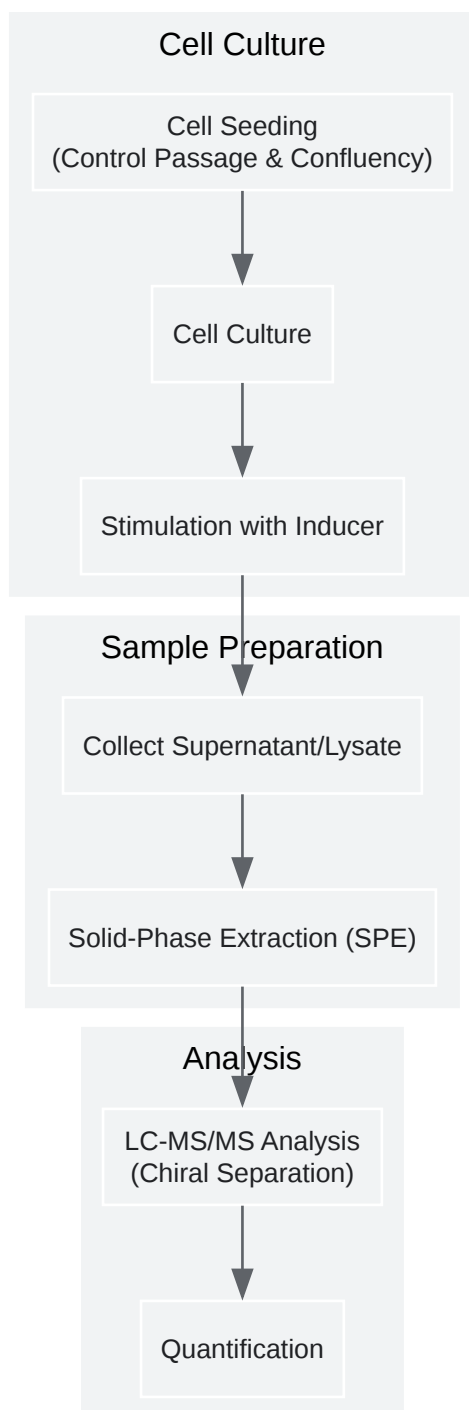 Cell Culture
Cell Seeding
(Control Passage & Confluency)
Cell Culture
Stimulation with Inducer
Sample Preparation
Collect Supernatant/Lysate
Solid-Phase Extraction (SPE)
Analysis
LC-MS/MS Analysis
(Chiral Separation)
Quantification